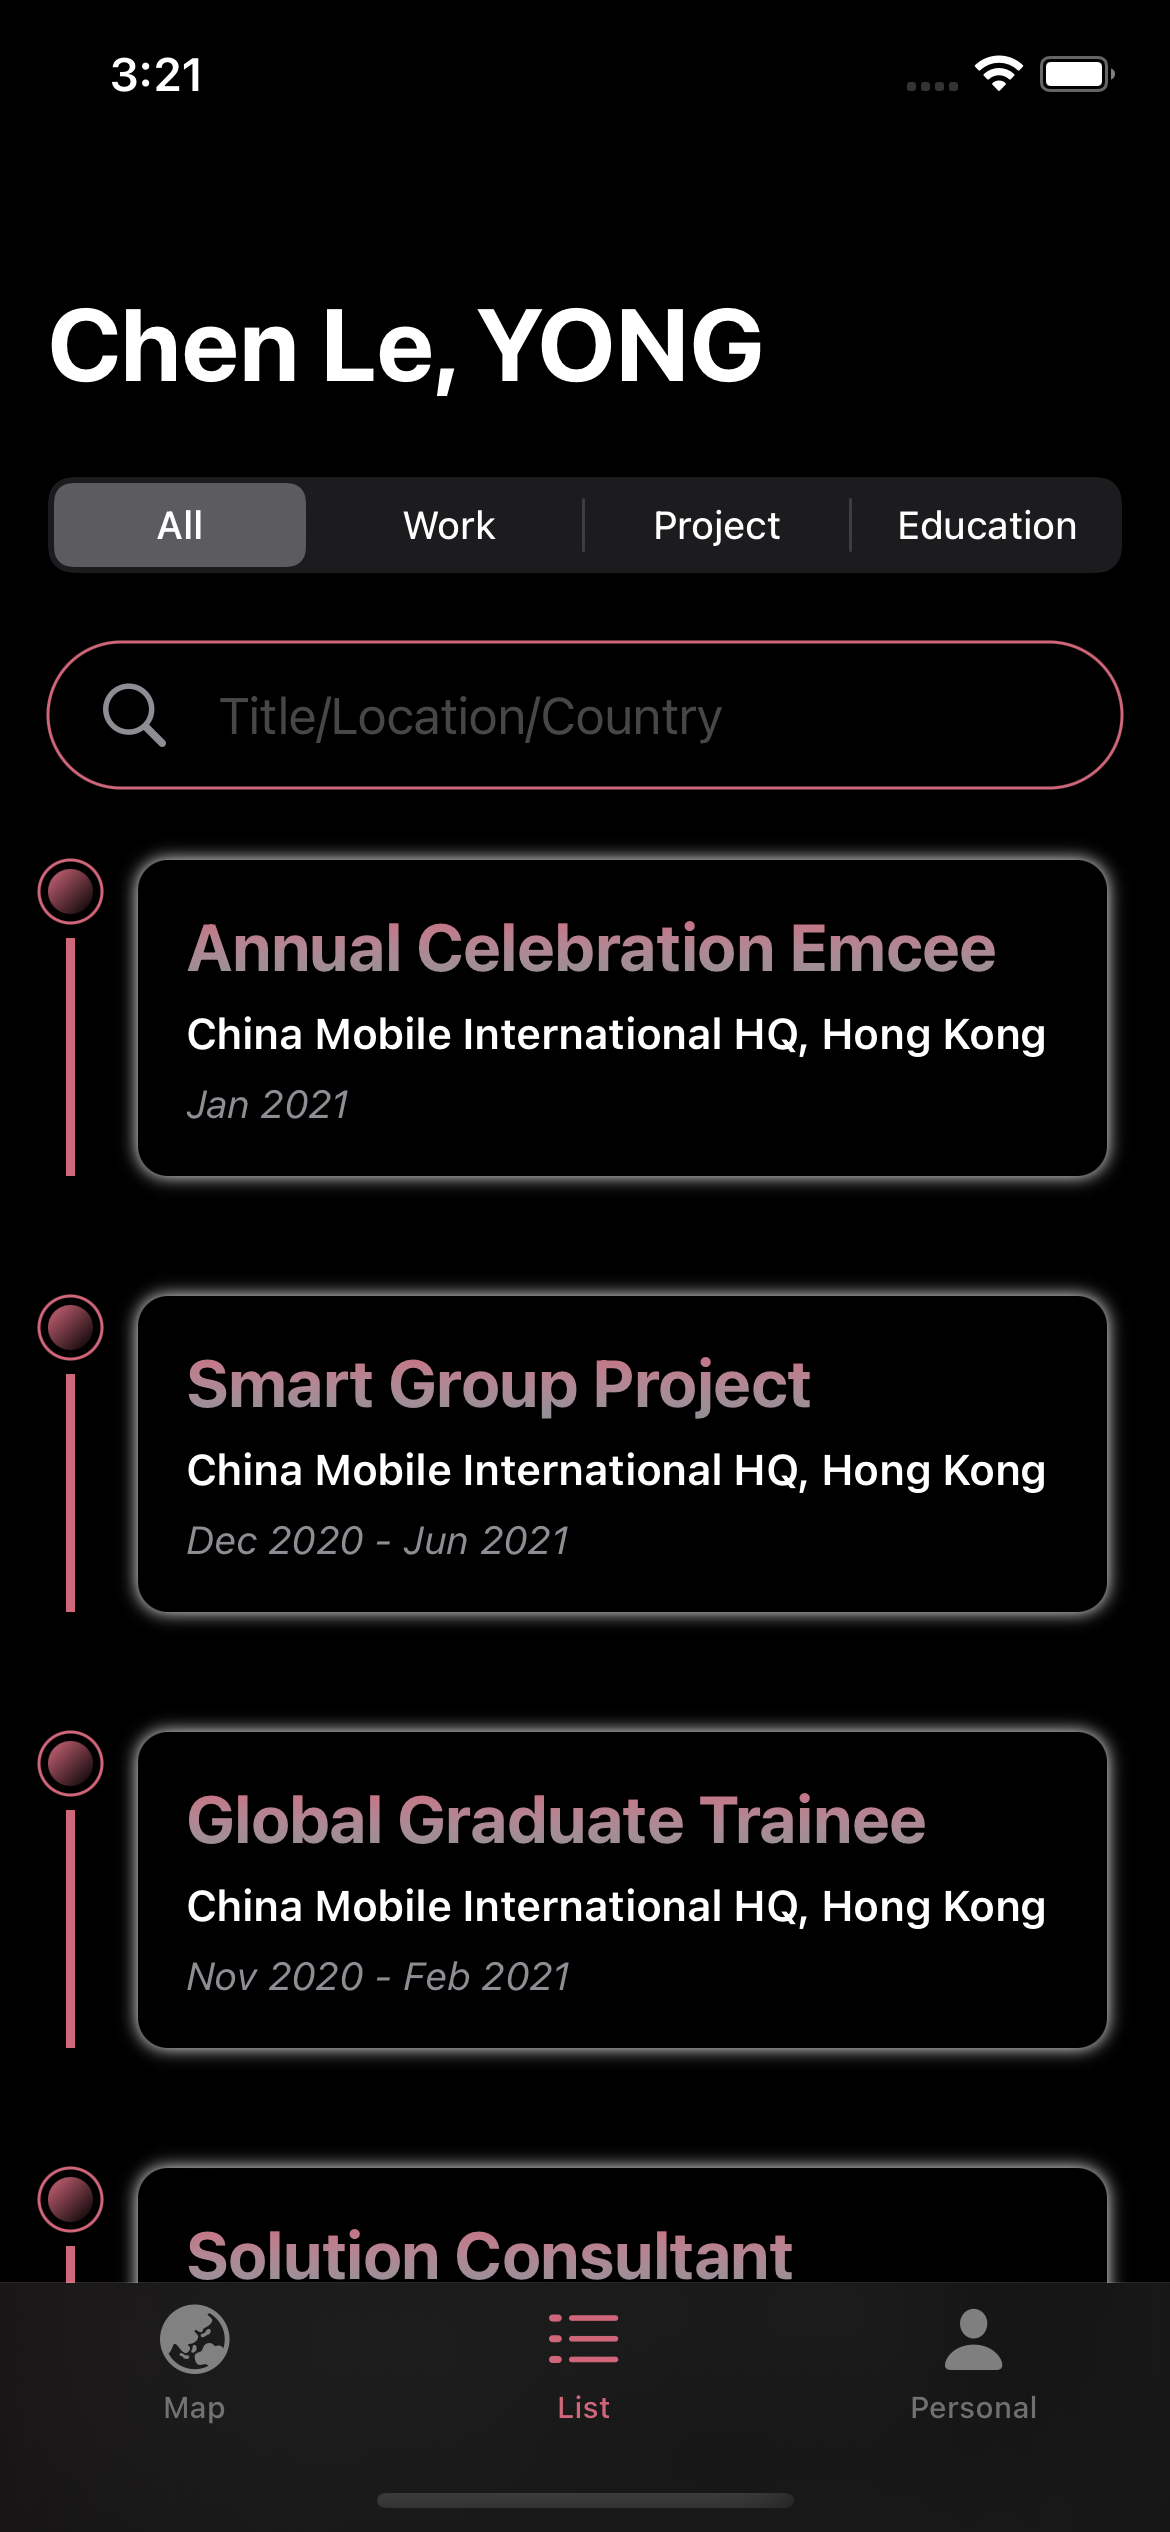 3:21
Chen Le, YONG
All Work Project Education
Title/Location/Country
Annual Celebration Emcee
China Mobile International HQ, Hong Kong
Jan 2021
Smart Group Project
China Mobile International HQ, Hong Kong
Dec 2020 - Jun 2021
Global Graduate Trainee
China Mobile International HQ, Hong Kong
Nov 2020 - Feb 2021
Solution Consultant
Map List Personal